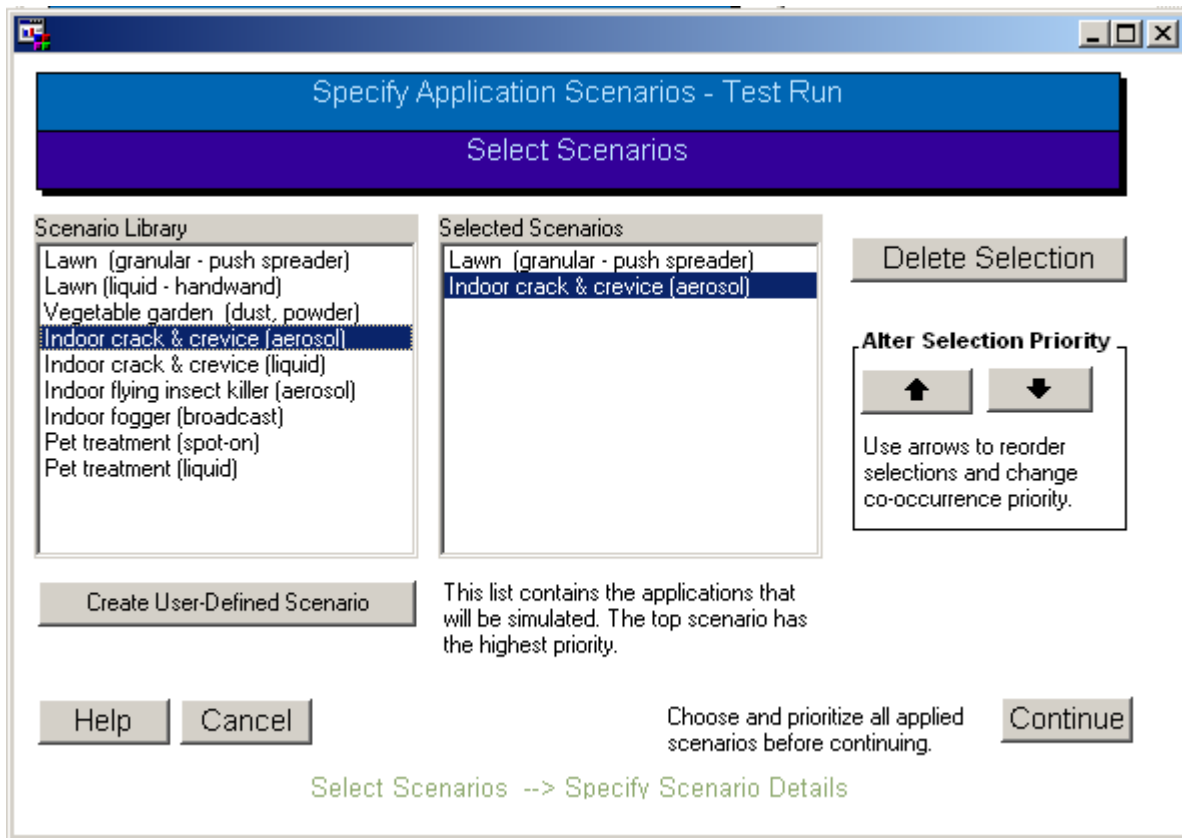 Specify Application Scenarios - Test Run
Select Scenarios
Scenario Library
Lawn (granular - push spreader)
Lawn (liquid - handwand)
Vegetable garden (dust, powder)
Indoor crack & crevice (aerosol)
Indoor crack & crevice (liquid)
Indoor flying insect killer (aerosol)
Indoor fogger (broadcast)
Pet treatment (spot-on)
Pet treatment (liquid)
Create User-Defined Scenario
Selected Scenarios
Lawn (granular - push spreader)
Indoor crack & crevice (aerosol)
This list contains the applications that
will be simulated. The top scenario has
the highest priority.
Delete Selection
Alter Selection Priority
Use arrows to reorder
selections and change
co-occurrence priority.
Help
Cancel
Choose and prioritize all applied
scenarios before continuing.
Continue
Select Scenarios --> Specify Scenario Details